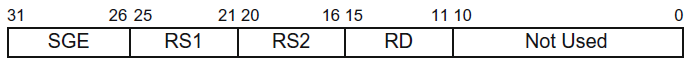 31 26 25 21 20 16 15 11 10 0
SGE RS1 RS2 RD Not Used